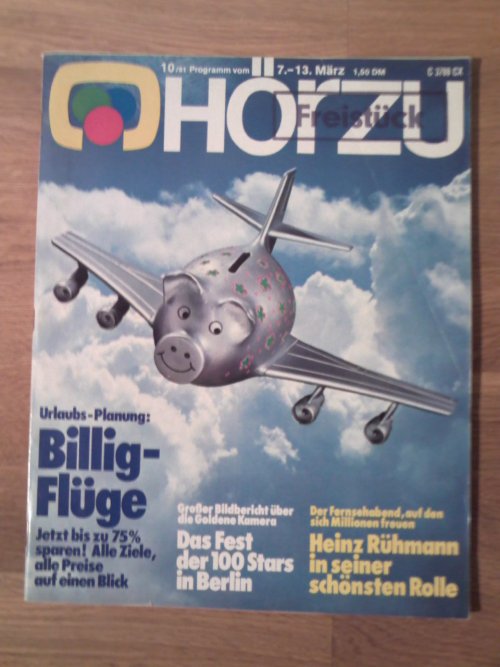 10/81 Programm vom 7.–13. März 1,50 DM C 3786 CX
HÖRZU
Freistück
Urlaubs-Planung:
Billig-
Flüge
Jetzt bis zu 75%
sparen! Alle Ziele,
alle Preise
auf einen Blick
Großer Bildbericht über
die Goldene Kamera
Das Fest
der 100 Stars
in Berlin
Der Fernsehabend, auf den
sich Millionen freuen
Heinz Rühmann
in seiner
schönsten Rolle